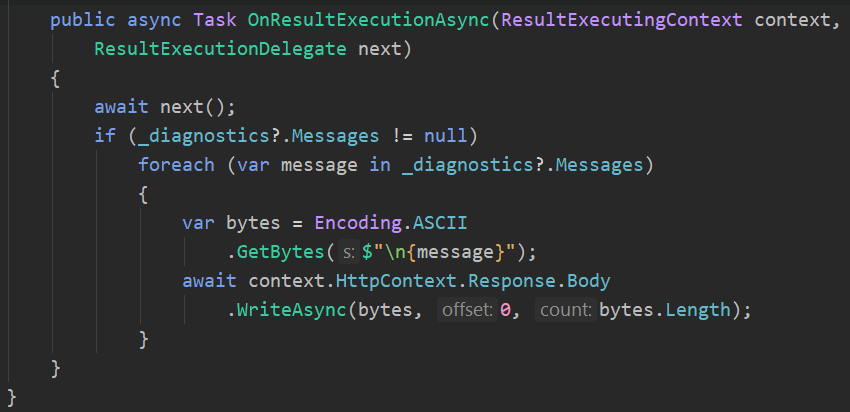 public async Task OnResultExecutionAsync(ResultExecutingContext context,
ResultExecutionDelegate next)
{
await next();
if (_diagnostics?.Messages != null)
foreach (var message in _diagnostics?.Messages)
{
var bytes = Encoding.ASCII
.GetBytes( s: $"\n{message}");
await context.HttpContext.Response.Body
.WriteAsync(bytes, offset: 0, count: bytes.Length);
}
}
}